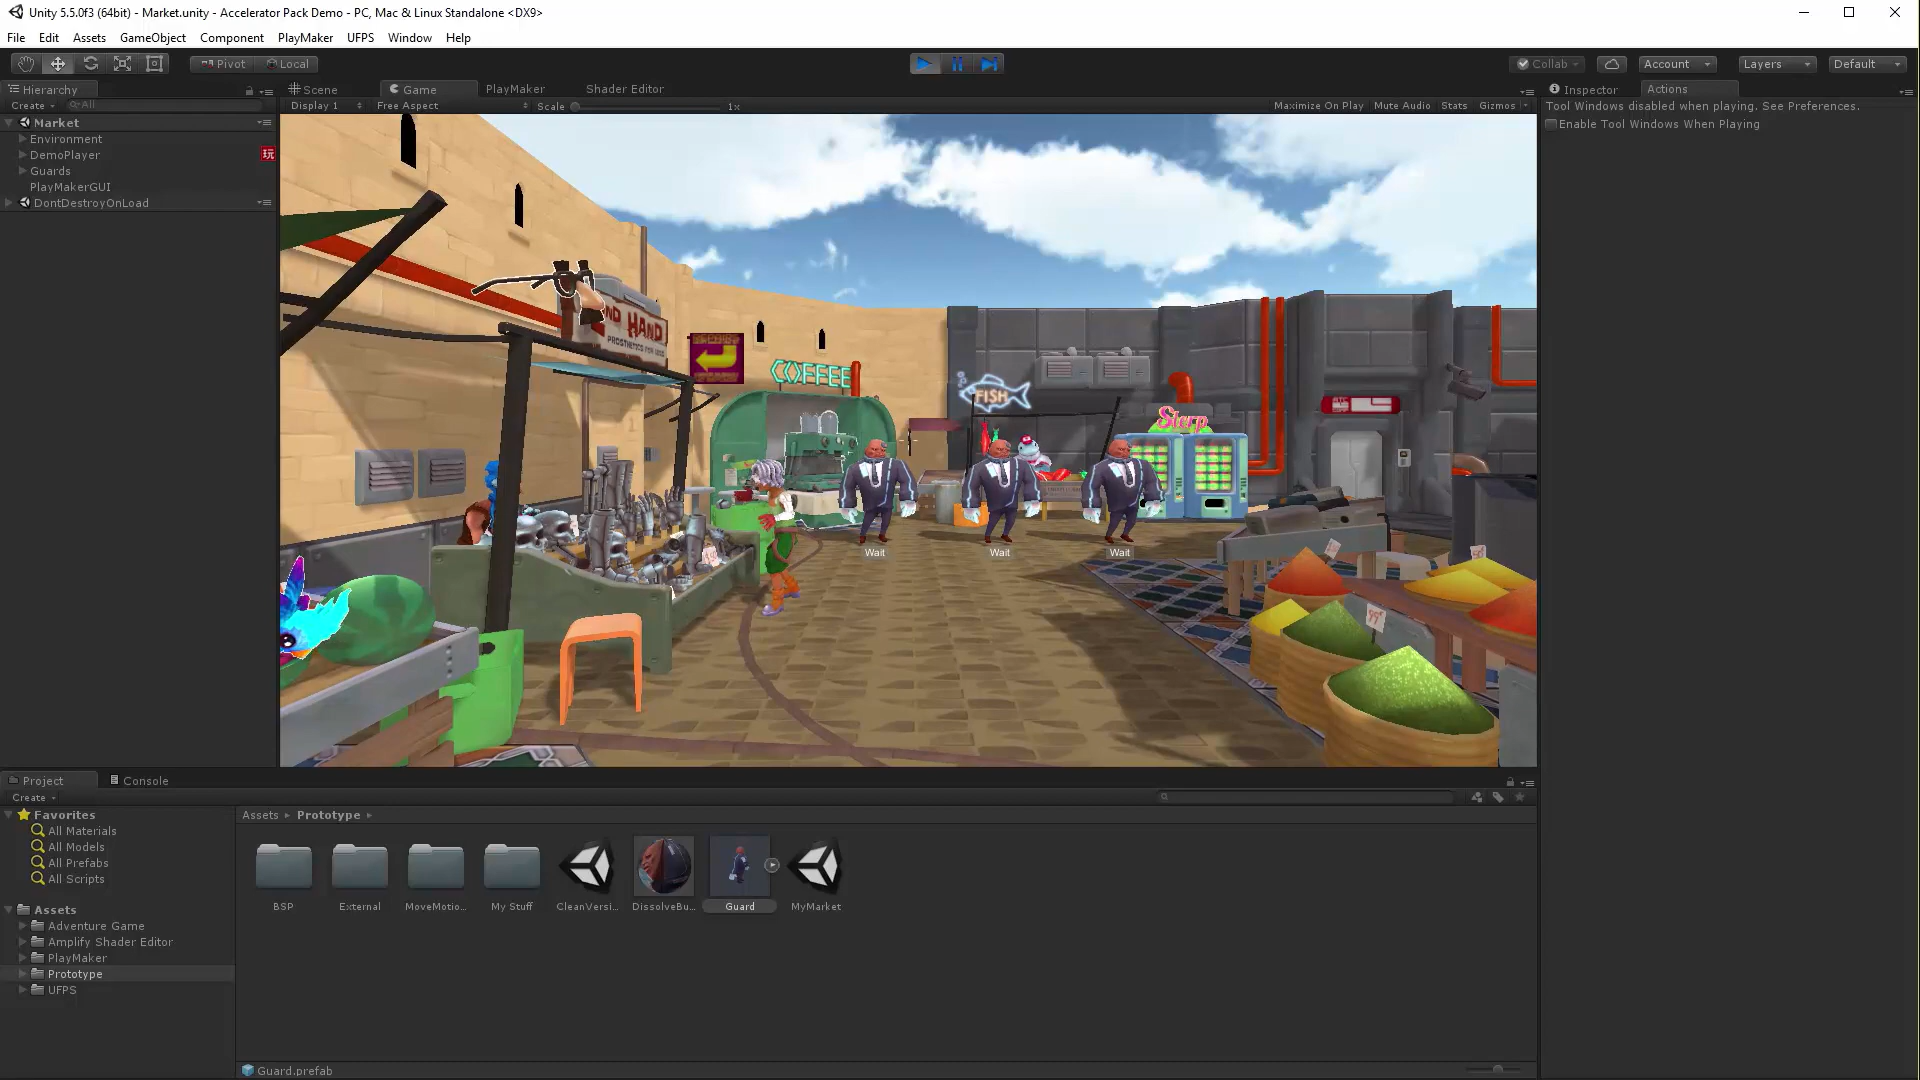 Unity 5.5.0f3 (64bit) - Market.unity - Accelerator Pack Demo - PC, Mac & Linux Standalone <DX9>
File Edit Assets GameObject Component PlayMaker UFPS Window Help
Pivot Local
Collab Account Layers Default
Hierarchy
Create All
Market
Environment
DemoPlayer
玩
Guards
PlayMakerGUI
DontDestroyOnLoad
Scene Game PlayMaker Shader Editor
Display 1 Free Aspect Scale 1x Maximize On Play Mute Audio Stats Gizmos
HAND
COFFEE
FISH
Slerp
Wait Wait Wait
Inspector Actions
Tool Windows disabled when playing. See Preferences.
Enable Tool Windows When Playing
Project Console
Create
Favorites
All Materials
All Models
All Prefabs
All Scripts
Assets
Adventure Game
Amplify Shader Editor
PlayMaker
Prototype
UFPS
Assets Prototype
BSP External MoveMotio... My Stuff CleanVersi... DissolveBu... Guard MyMarket
Guard.prefab